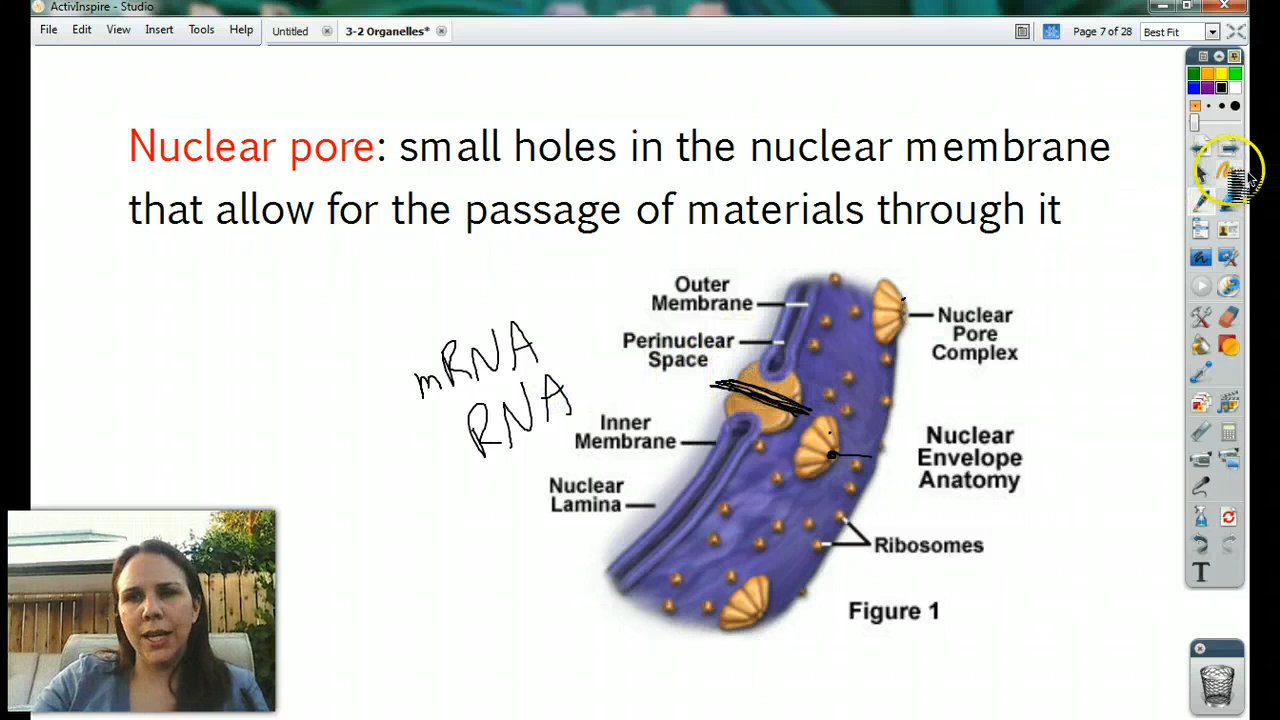 ActivInspire - Studio
File Edit View Insert Tools Help Untitled 3-2 Organelles* Page 7 of 28 Best Fit
Nuclear pore: small holes in the nuclear membrane
that allow for the passage of materials through it
Outer
Membrane
Perinuclear
Space
Nuclear
Pore
Complex
mRNA
RNA
Inner
Membrane
Nuclear
Envelope
Anatomy
Nuclear
Lamina
Ribosomes
Figure 1
T